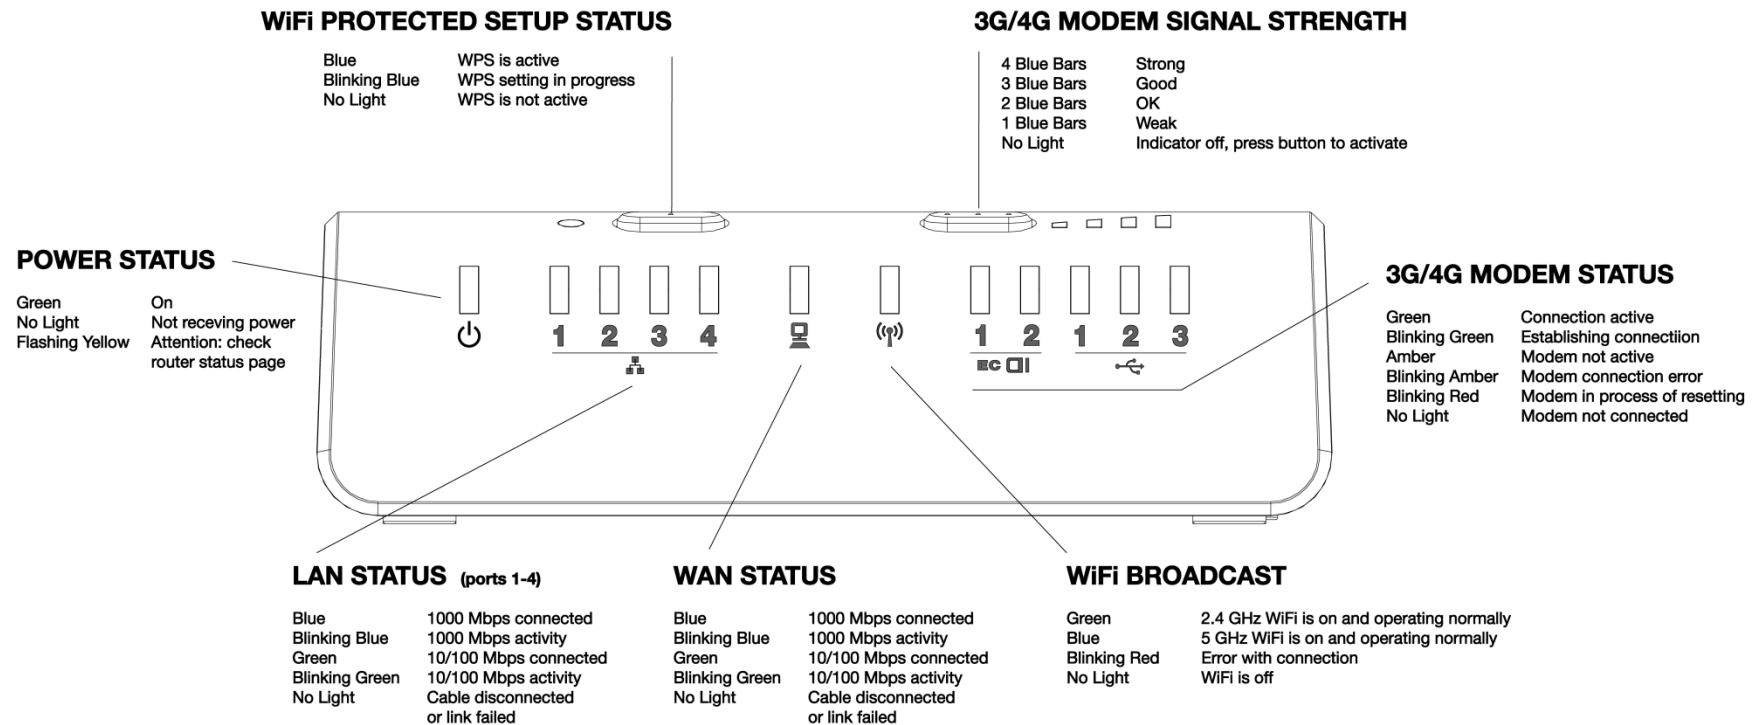 WiFi PROTECTED SETUP STATUS
Blue WPS is active
Blinking Blue WPS setting in progress
No Light WPS is not active
3G/4G MODEM SIGNAL STRENGTH
4 Blue Bars Strong
3 Blue Bars Good
2 Blue Bars OK
1 Blue Bars Weak
No Light Indicator off, press button to activate
POWER STATUS
Green On
No Light Not receving power
Flashing Yellow Attention: check
router status page
1 2 3 4 1 2 1 2 3
EC
3G/4G MODEM STATUS
Green Connection active
Blinking Green Establishing connectiion
Amber Modem not active
Blinking Amber Modem connection error
Blinking Red Modem in process of resetting
No Light Modem not connected
LAN STATUS (ports 1-4)
Blue 1000 Mbps connected
Blinking Blue 1000 Mbps activity
Green 10/100 Mbps connected
Blinking Green 10/100 Mbps activity
No Light Cable disconnected
or link failed
WAN STATUS
Blue 1000 Mbps connected
Blinking Blue 1000 Mbps activity
Green 10/100 Mbps connected
Blinking Green 10/100 Mbps activity
No Light Cable disconnected
or link failed
WiFi BROADCAST
Green 2.4 GHz WiFi is on and operating normally
Blue 5 GHz WiFi is on and operating normally
Blinking Red Error with connection
No Light WiFi is off